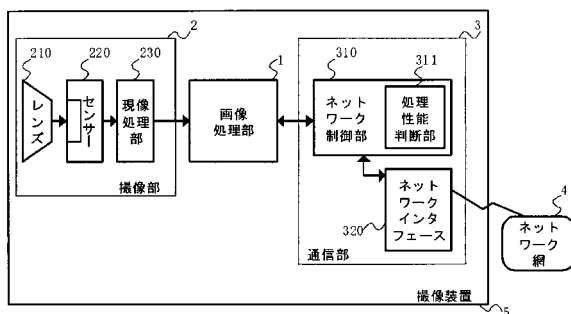 2
3
210
220
230
1
310
311
レンズ
センサー
現像
処理
部
画像
処理部
ネット
ワーク
制御部
処理
性能
判断部
撮像部
ネット
ワーク
インタ
フェース
320
通信部
4
ネット
ワーク
網
撮像装置
5